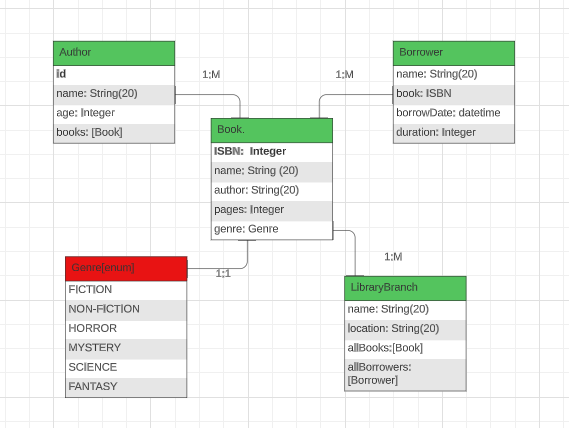 Author
id
name: String(20)
age: Integer
books: [Book]
1;M
1;M
Borrower
name: String(20)
book: ISBN
borrowDate: datetime
duration: Integer
Book.
ISBN: Integer
name: String (20)
author: String(20)
pages: Integer
genre: Genre
1;1
1;M
Genre[enum]
FICTION
NON-FICTION
HORROR
MYSTERY
SCIENCE
FANTASY
LibraryBranch
name: String(20)
location: String(20)
allBooks:[Book]
allBorrowers:
[Borrower]